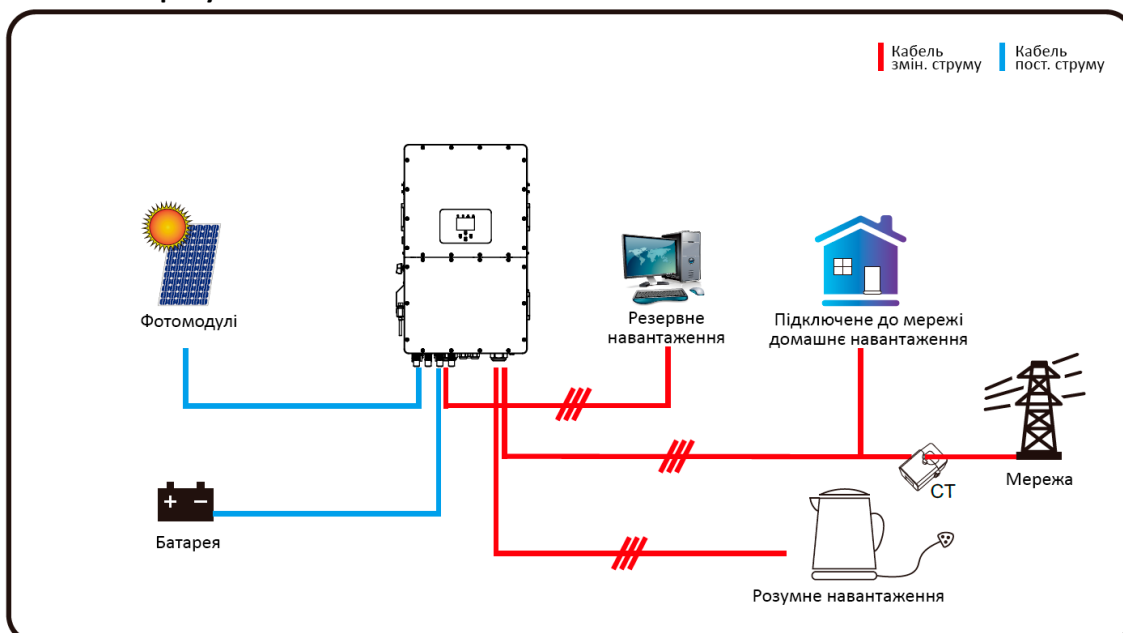 Кабель
змін. струму
Кабель
пост. струму
Фотомодулі
Резервне
навантаження
Підключене до мережі
домашнє навантаження
CT
Мережа
+ −
Батарея
Розумне навантаження